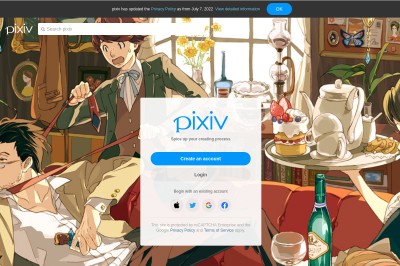 pixiv has updated the Privacy Policy as from July 7, 2022 View detailed information OK
pixiv Search pixiv
pixiv
Spice up your creating process
Create an account
Login
Begin with an existing account
This site is protected by reCAPTCHA Enterprise and the
Google Privacy Policy and Terms of Service apply.